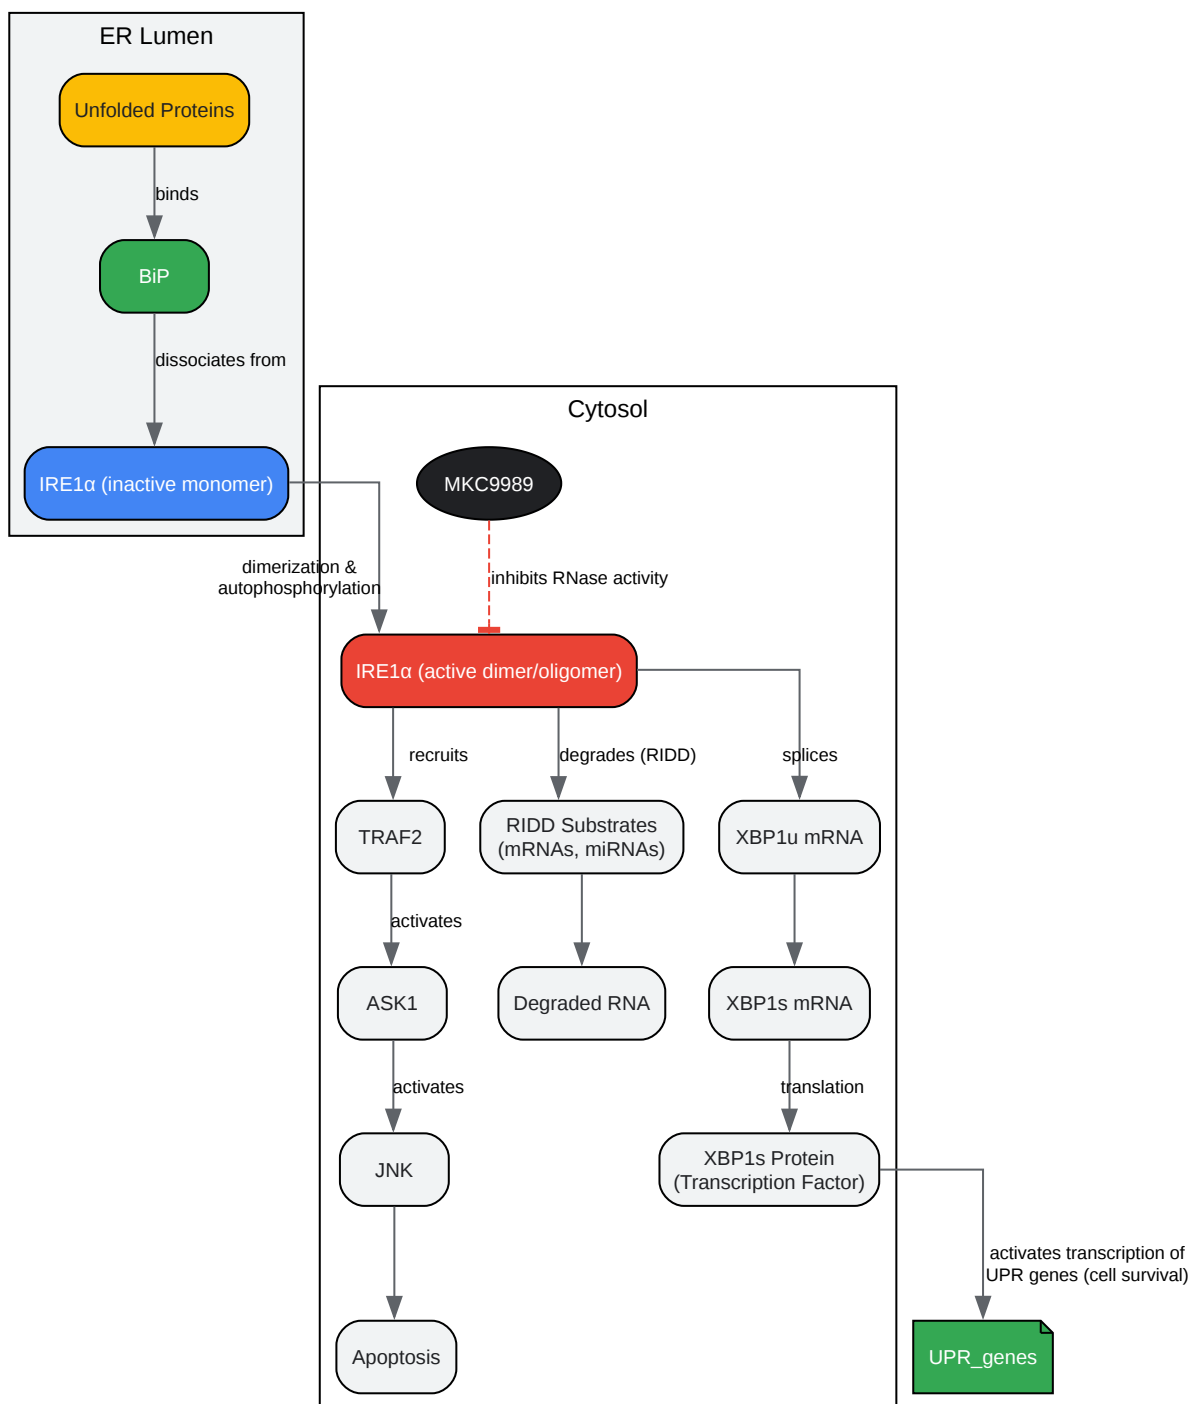 ER Lumen
Unfolded Proteins
binds
BiP
dissociates from
IRE1α (inactive monomer)
Cytosol
MKC9989
dimerization &
autophosphorylation
inhibits RNase activity
IRE1α (active dimer/oligomer)
recruits
degrades (RIDD)
splices
TRAF2
RIDD Substrates
(mRNAs, miRNAs)
XBP1u mRNA
activates
ASK1
Degraded RNA
XBP1s mRNA
activates
translation
JNK
XBP1s Protein
(Transcription Factor)
activates transcription of
UPR genes (cell survival)
Apoptosis
UPR_genes